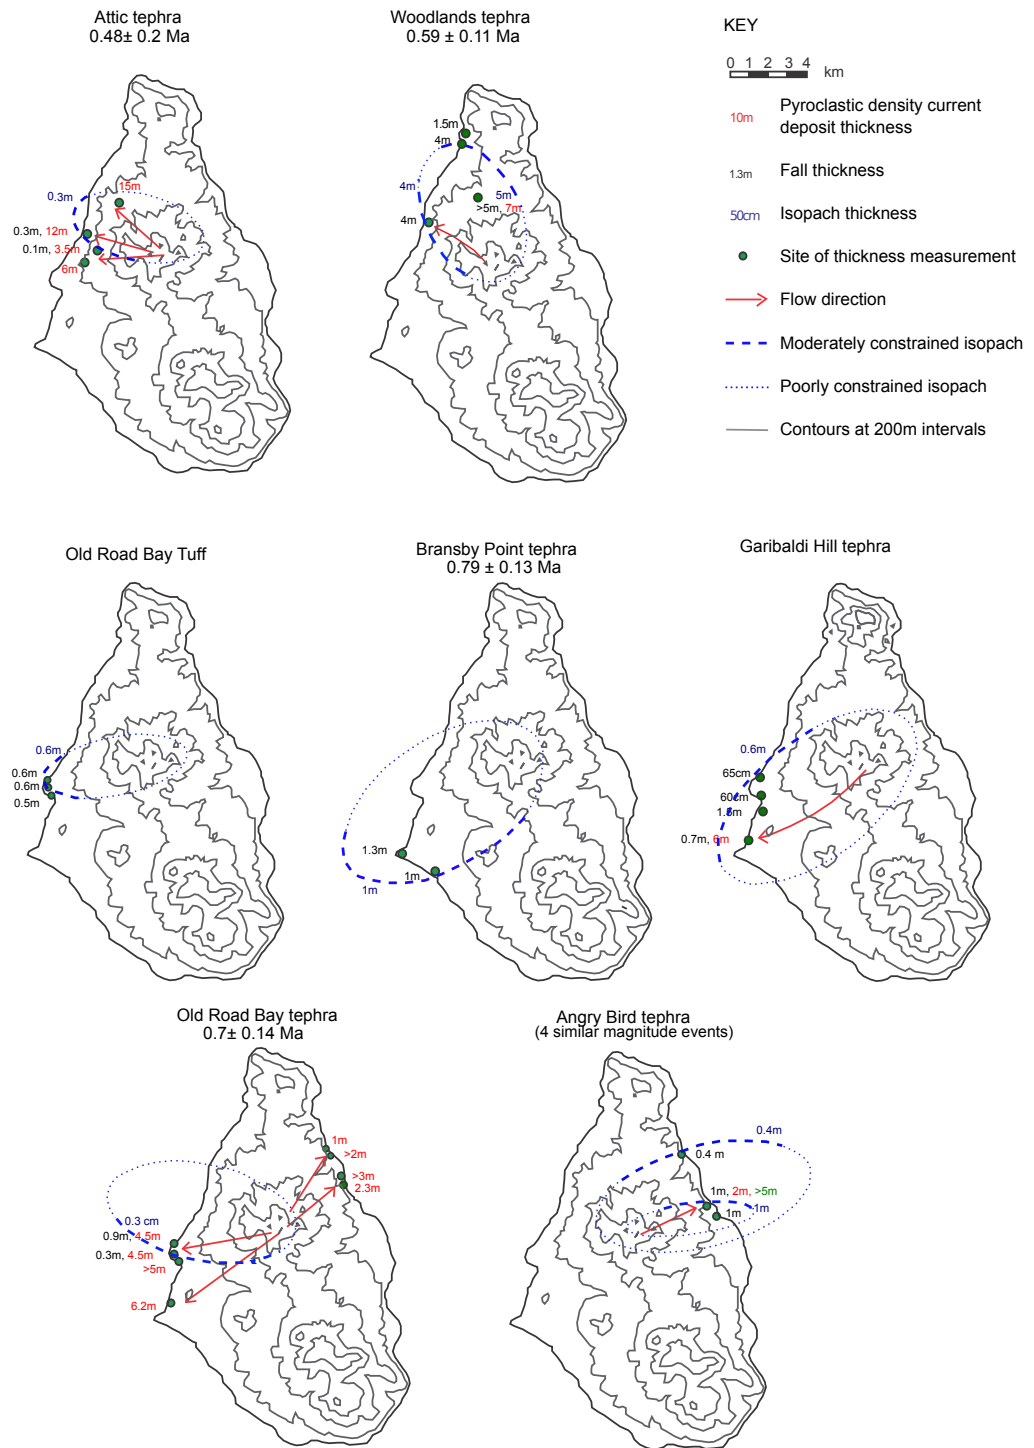 Attic tephra
0.48± 0.2 Ma
15m
0.3m
0.3m, 12m
0.1m, 3.5m
6m
Woodlands tephra
0.59 ± 0.11 Ma
1.5m
4m
4m
5m
>5m, 7m
4m
KEY
0 1 2 3 4
km
10m
Pyroclastic density current
deposit thickness
1.3m
Fall thickness
50cm
Isopach thickness
Site of thickness measurement
Flow direction
Moderately constrained isopach
Poorly constrained isopach
Contours at 200m intervals
Old Road Bay Tuff
0.6m
0.6m
0.6m
0.5m
Bransby Point tephra
0.79 ± 0.13 Ma
1.3m
1m
1m
Garibaldi Hill tephra
0.6m
65cm
60cm
1.5m
0.7m, 6m
Old Road Bay tephra
0.7± 0.14 Ma
1m
>2m
>3m
2.3m
0.3 cm
0.9m, 4.5m
0.3m, 4.5m
>5m
6.2m
Angry Bird tephra
(4 similar magnitude events)
0.4m
0.4 m
1m, 2m, >5m
1m
1m